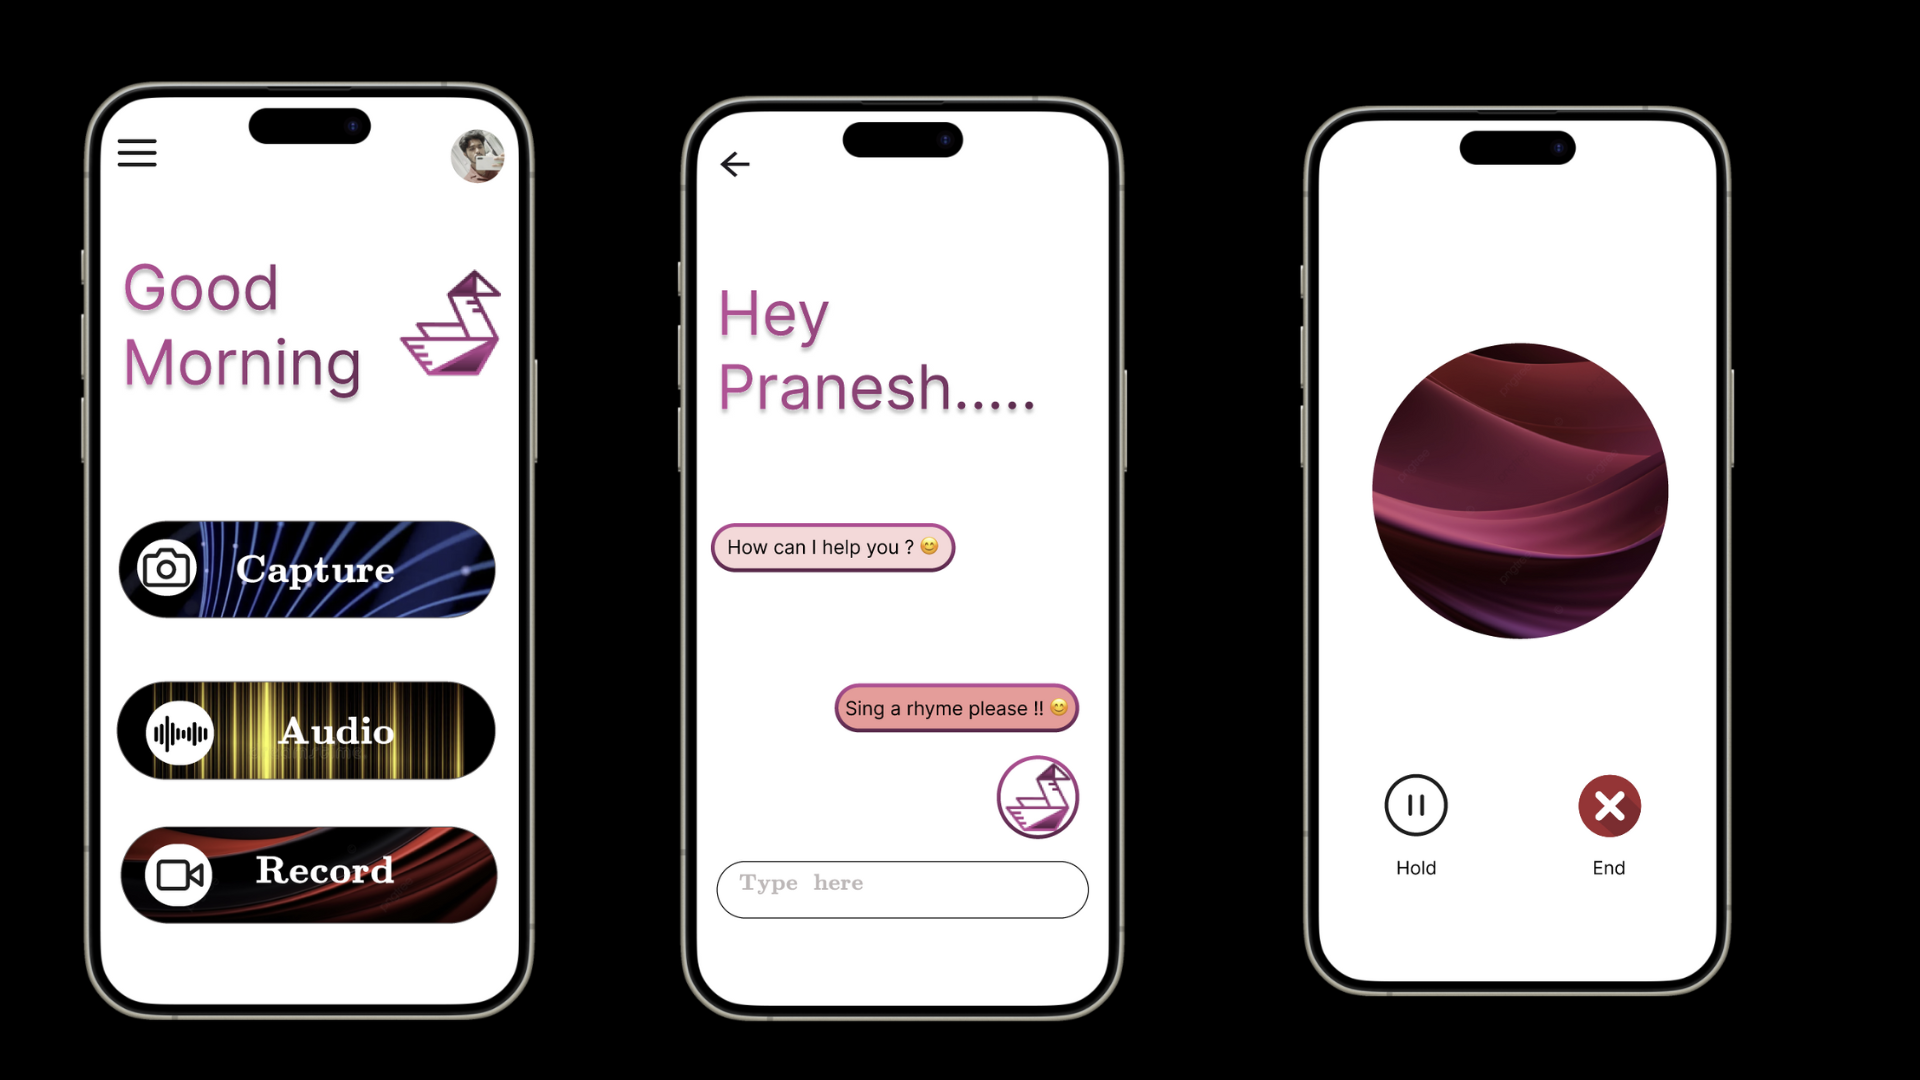 Good
Morning
Capture
Audio
Record
Hey
Pranesh.....
How can I help you ? 😊
Sing a rhyme please !! 😊
Type here
Hold
End